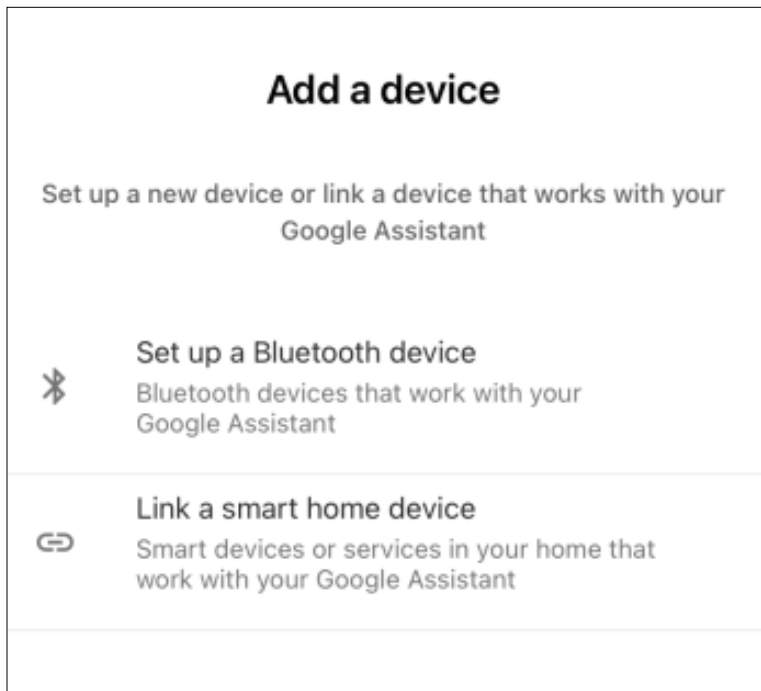 Add a device
Set up a new device or link a device that works with your
Google Assistant
Set up a Bluetooth device
Bluetooth devices that work with your
Google Assistant
Link a smart home device
Smart devices or services in your home that
work with your Google Assistant